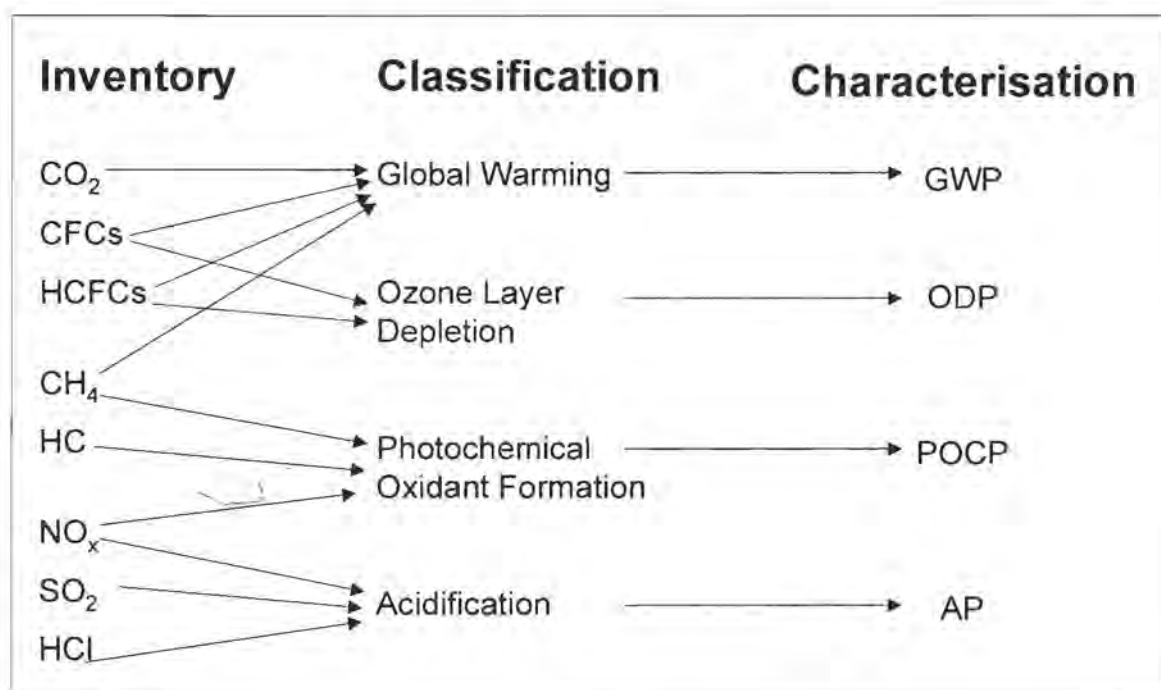 Inventory Classification Characterisation
CO₂ Global Warming GWP
CFCs
HCFCs Ozone Layer ODP
Depletion
CH₄
HC Photochemical POCP
Oxidant Formation
NOₓ
SO₂ Acidification AP
HCl